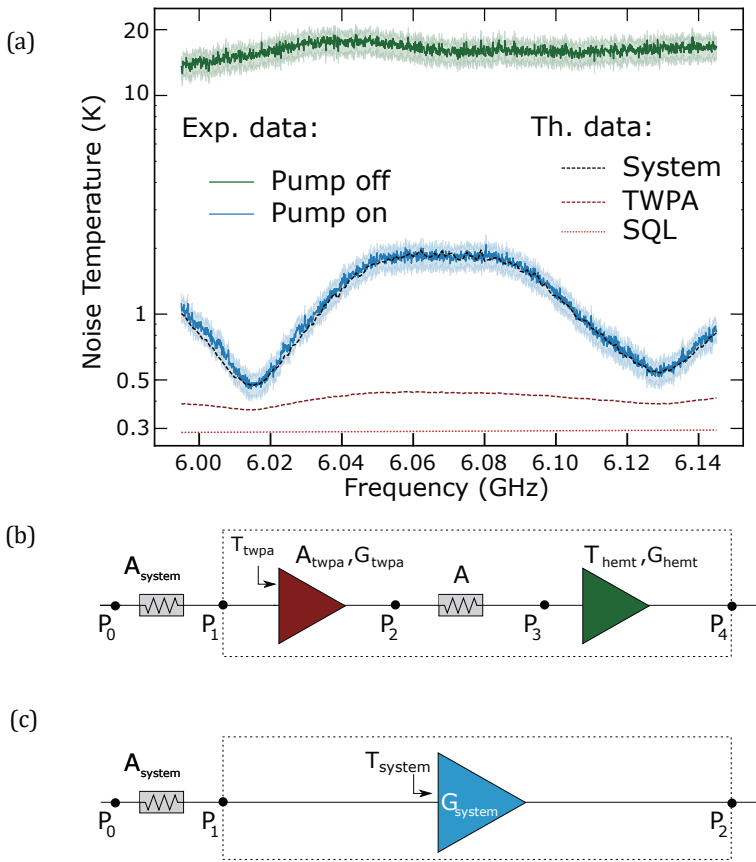 (a)
20
10
1
0.5
0.3
Noise Temperature (K)
Exp. data:
Pump off
Pump on
Th. data:
System
TWPA
SQL
6.00 6.02 6.04 6.06 6.08 6.10 6.12 6.14
Frequency (GHz)
(b)
A_system
T_twpa
A_twpa,G_twpa
A
T_hemt,G_hemt
P_0 P_1 P_2 P_3 P_4
(c)
A_system
T_system
G_system
P_0 P_1 P_2